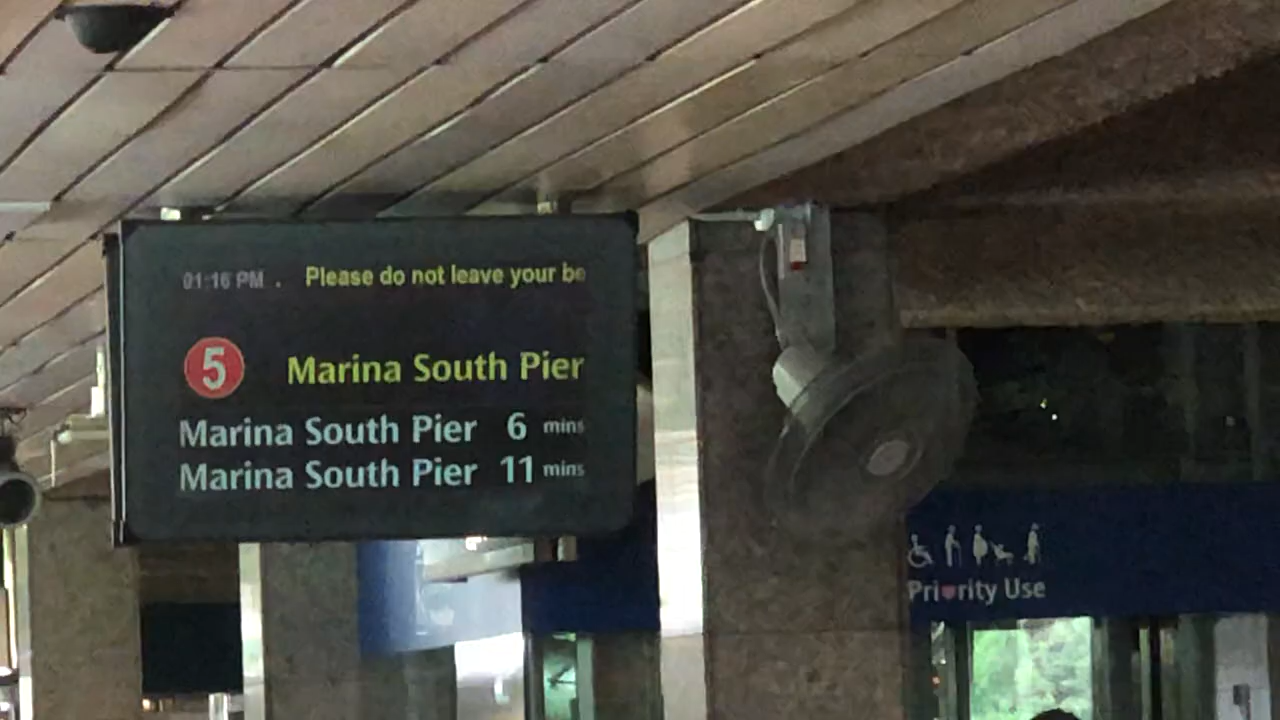 01:16 PM . Please do not leave your be
5 Marina South Pier
Marina South Pier 6 mins
Marina South Pier 11 mins
Priority Use